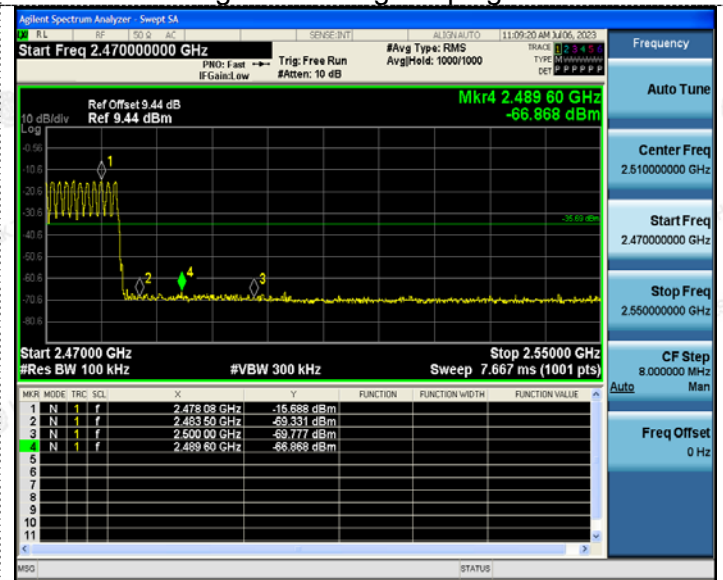 Agilent Spectrum Analyzer - Swept SA
RL RF 50 Ω AC SENSE:INT ALIGN AUTO 11:09:20 AM Jul 06, 2023
Start Freq 2.470000000 GHz
PNO: Fast
IFGain:Low
Trig: Free Run
#Atten: 10 dB
#Avg Type: RMS
Avg|Hold: 1000/1000
TRACE 1 2 3 4 5 6
TYPE M
DET P P P P P P
Frequency
Auto Tune
Center Freq
2.510000000 GHz
Start Freq
2.470000000 GHz
Stop Freq
2.550000000 GHz
CF Step
8.000000 MHz
Auto Man
Freq Offset
0 Hz
Mkr4 2.489 60 GHz
-66.868 dBm
Ref Offset 9.44 dB
Ref 9.44 dBm
10 dB/div
Log
-0.56
-10.6
-20.6
-30.6
-40.6
-50.6
-60.6
-70.6
-80.6
1
2
4
3
-35.69 dBm
Start 2.47000 GHz Stop 2.55000 GHz
#Res BW 100 kHz #VBW 300 kHz Sweep 7.667 ms (1001 pts)
MKR MODE TRC SCL X Y FUNCTION FUNCTION WIDTH FUNCTION VALUE
1 N 1 f 2.478 08 GHz -15.688 dBm
2 N 1 f 2.483 50 GHz -69.331 dBm
3 N 1 f 2.500 00 GHz -69.777 dBm
4 N 1 f 2.489 60 GHz -66.868 dBm
5
6
7
8
9
10
11
MSG STATUS